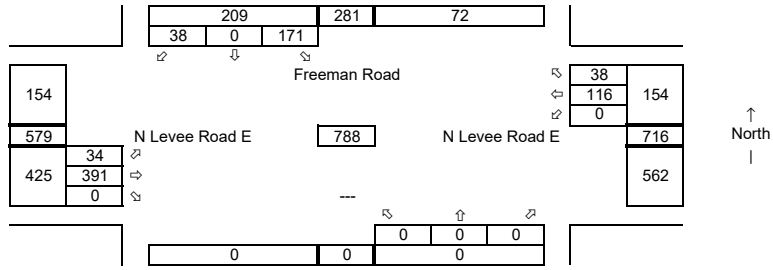 209 281 72
38 0 171
⬃ ⇩ ⬂
Freeman Road
⬁ 38
154 ⇦ 116 154
⬃ 0 ↑
579 N Levee Road E 788 N Levee Road E 716 North
34 ⬀ |
425 391 ⇨ 562
0 ⬂ ---
⬁ ⇧ ⬀
0 0 0
0 0 0